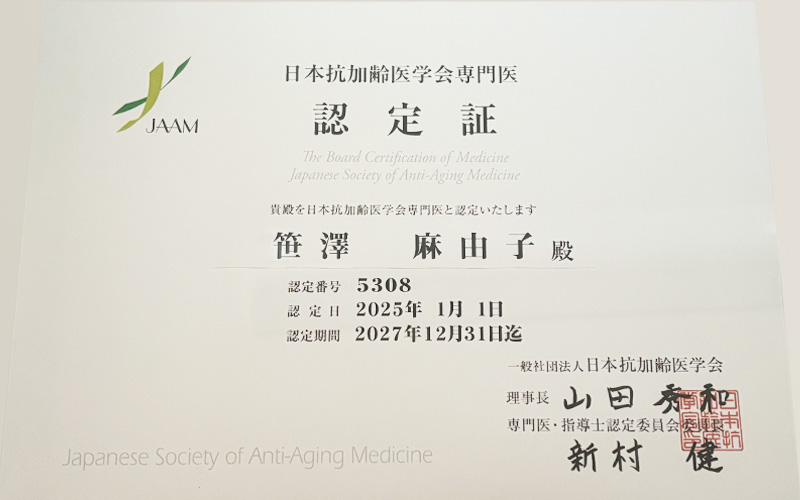 JAAM
日本抗加齢医学会専門医
認定証
The Board Certification of Medicine
Japanese Society of Anti-Aging Medicine
貴殿を日本抗加齢医学会専門医と認定いたします
笹澤 麻由子 殿
認定番号 5308
認定日 2025年 1月 1日
認定期間 2027年12月31日迄
一般社団法人日本抗加齢医学会
理事長 山田 秀和
専門医・指導士認定委員会委員長
新村 健
Japanese Society of Anti-Aging Medicine